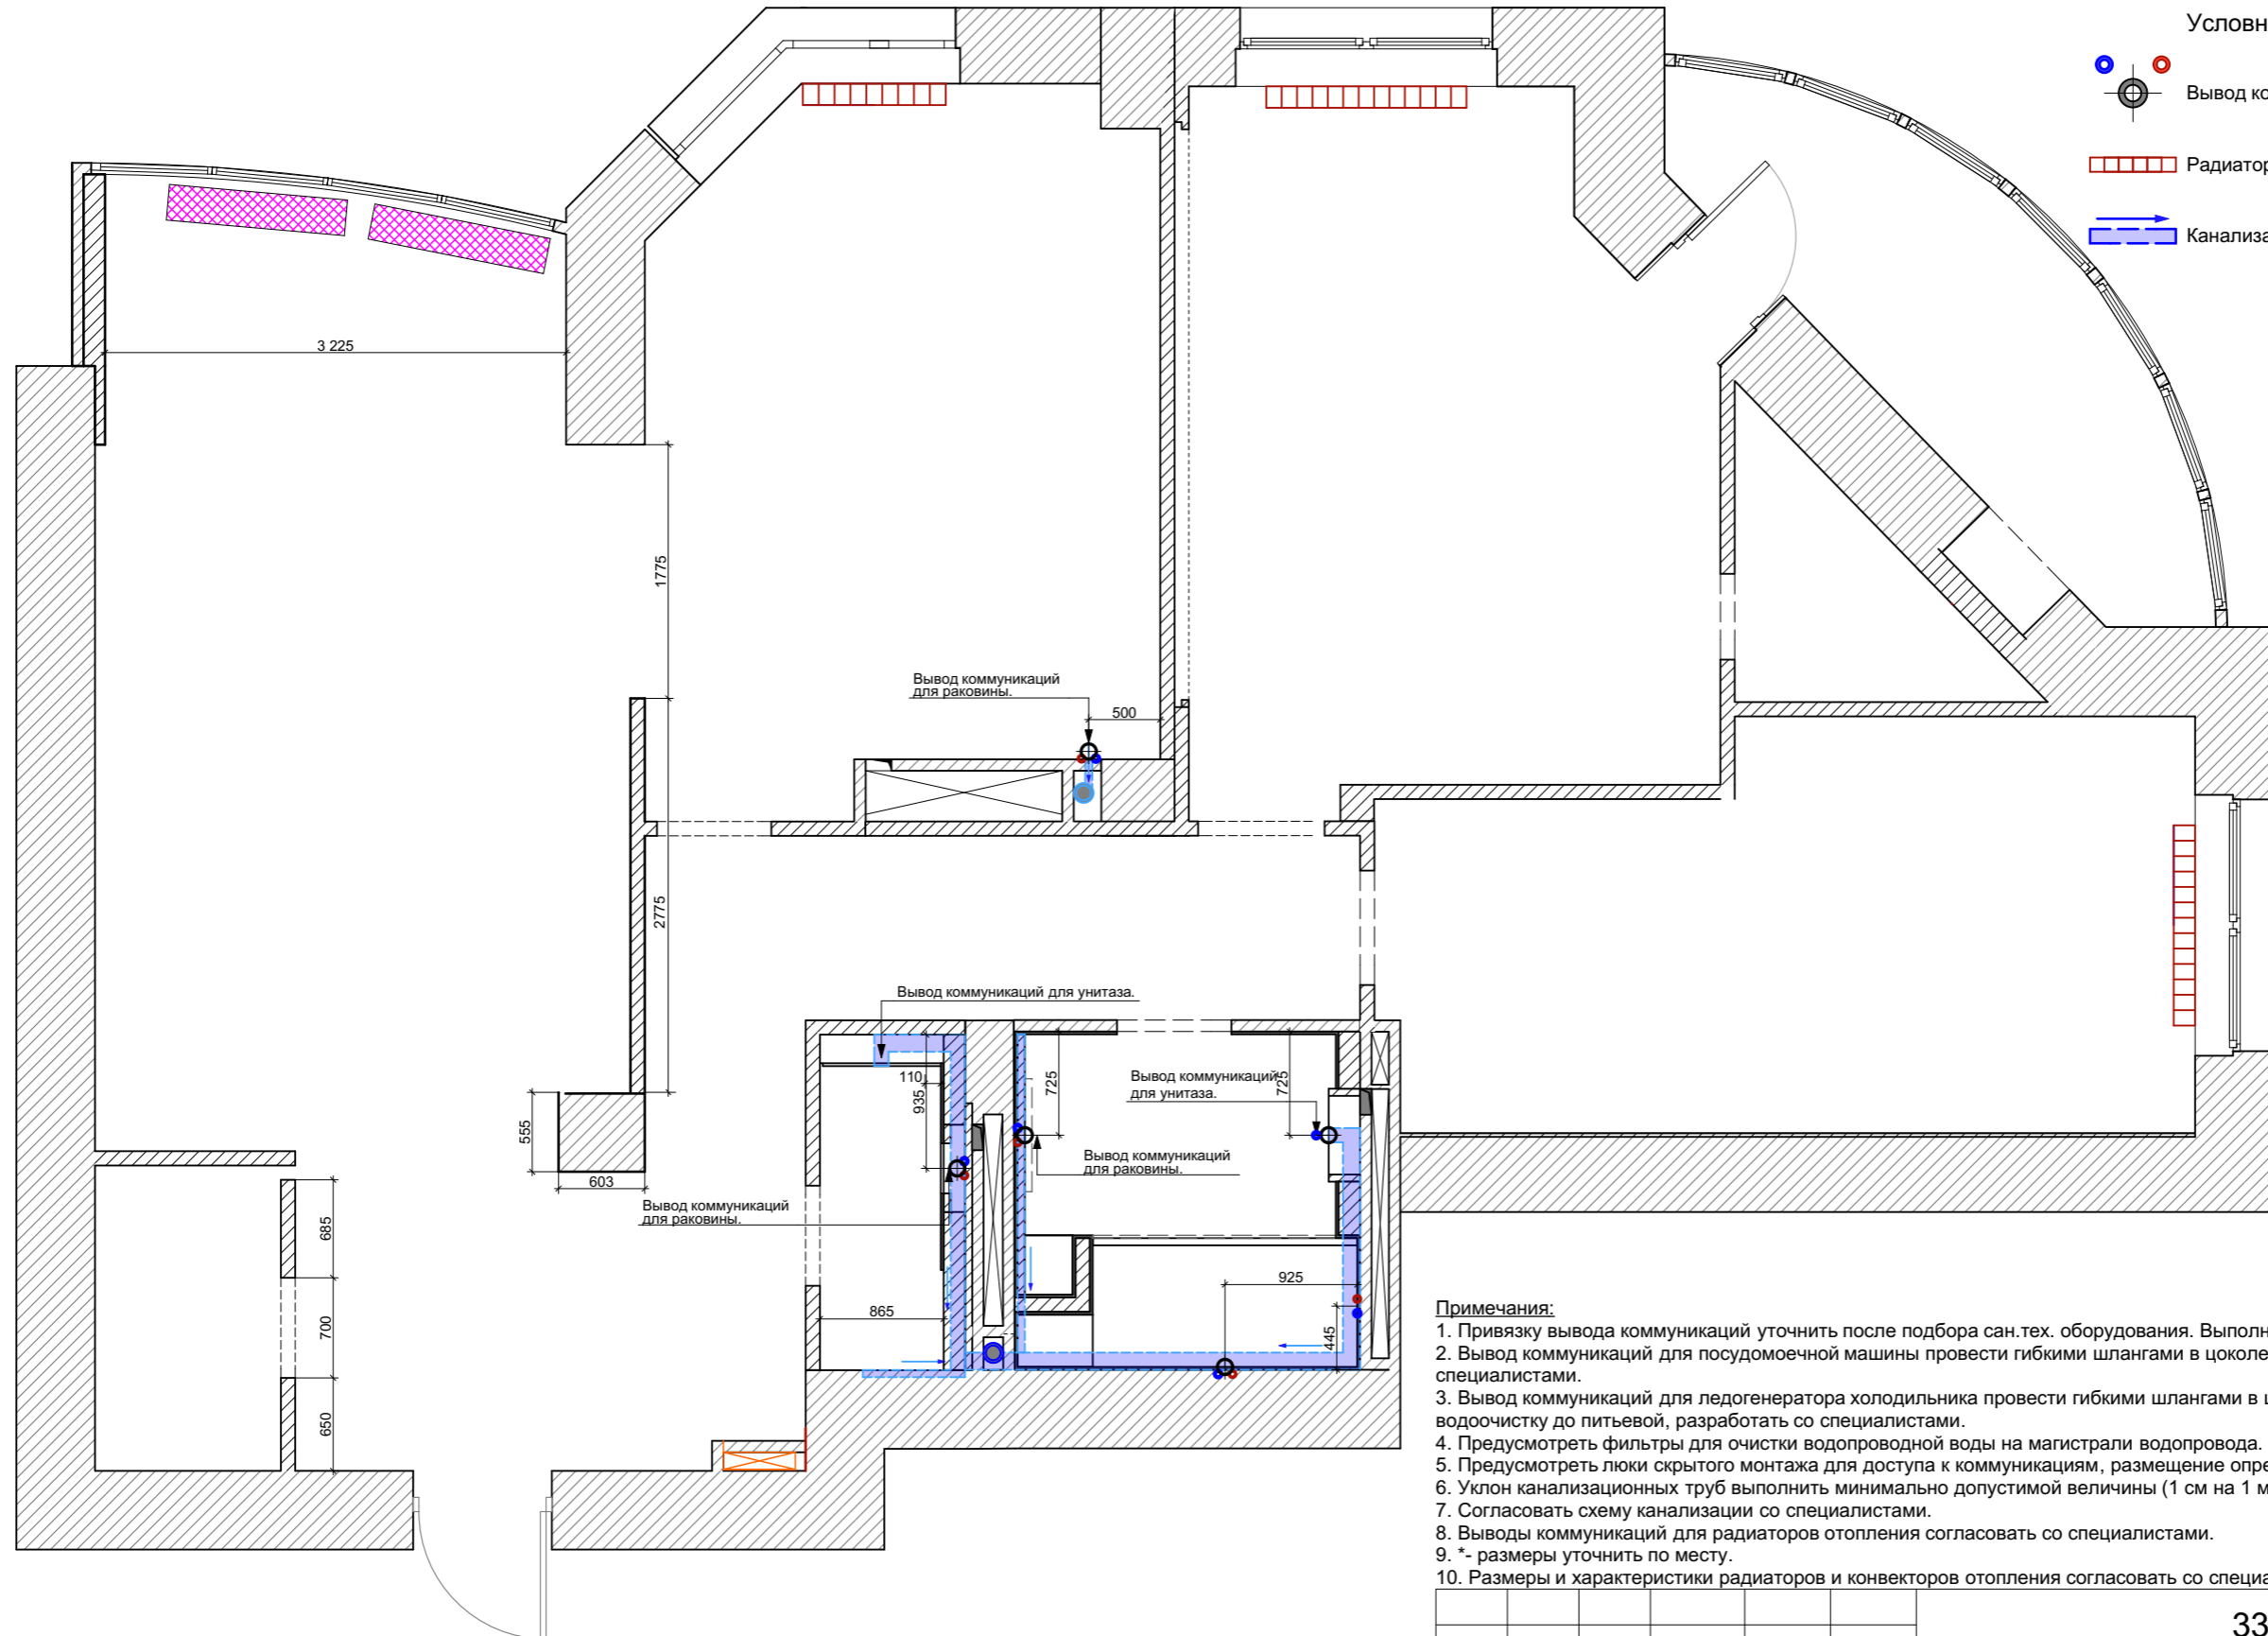 Условн
Вывод ко
Радиатор
Канализа
3 225
1775
Вывод коммуникаций
для раковины.
500
2775
Вывод коммуникаций для унитаза.
110
935
725
Вывод коммуникаций
для унитаза.
725
555
603
Вывод коммуникаций
для раковины.
Вывод коммуникаций
для раковины.
685
700
650
865
925
445
Примечания:
1. Привязку вывода коммуникаций уточнить после подбора сан.тех. оборудования. Выполн
2. Вывод коммуникаций для посудомоечной машины провести гибкими шлангами в цоколе
специалистами.
3. Вывод коммуникаций для ледогенератора холодильника провести гибкими шлангами в ц
водоочистку до питьевой, разработать со специалистами.
4. Предусмотреть фильтры для очистки водопроводной воды на магистрали водопровода.
5. Предусмотреть люки скрытого монтажа для доступа к коммуникациям, размещение опре
6. Уклон канализационных труб выполнить минимально допустимой величины (1 см на 1 м
7. Согласовать схему канализации со специалистами.
8. Выводы коммуникаций для радиаторов отопления согласовать со специалистами.
9. *- размеры уточнить по месту.
10. Размеры и характеристики радиаторов и конвекторов отопления согласовать со специа
33